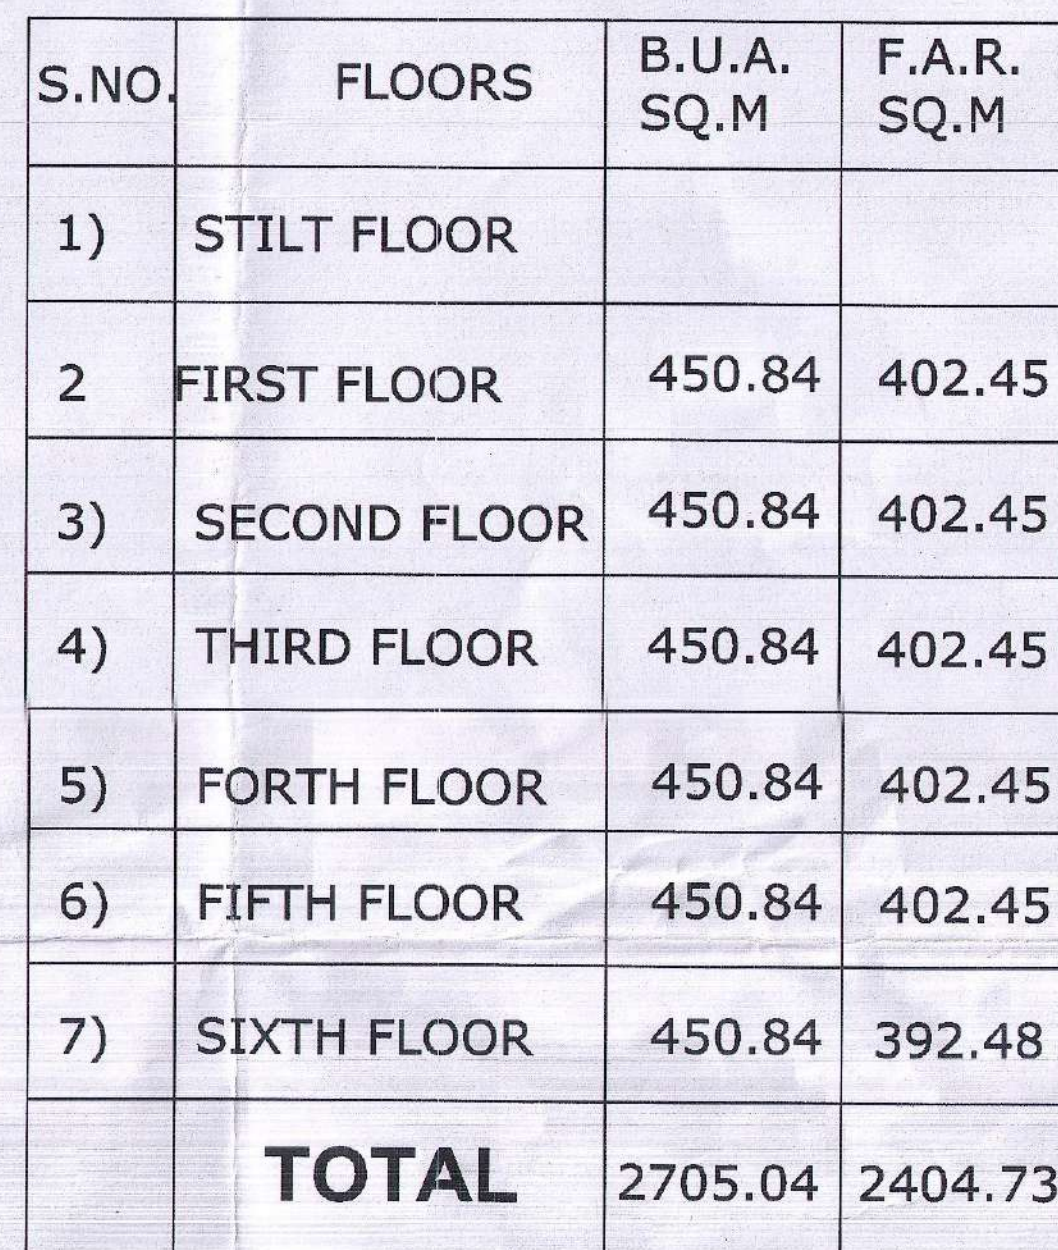 S.NO. FLOORS B.U.A. SQ.M F.A.R. SQ.M
1) STILT FLOOR
2 FIRST FLOOR 450.84 402.45
3) SECOND FLOOR 450.84 402.45
4) THIRD FLOOR 450.84 402.45
5) FORTH FLOOR 450.84 402.45
6) FIFTH FLOOR 450.84 402.45
7) SIXTH FLOOR 450.84 392.48
TOTAL 2705.04 2404.73